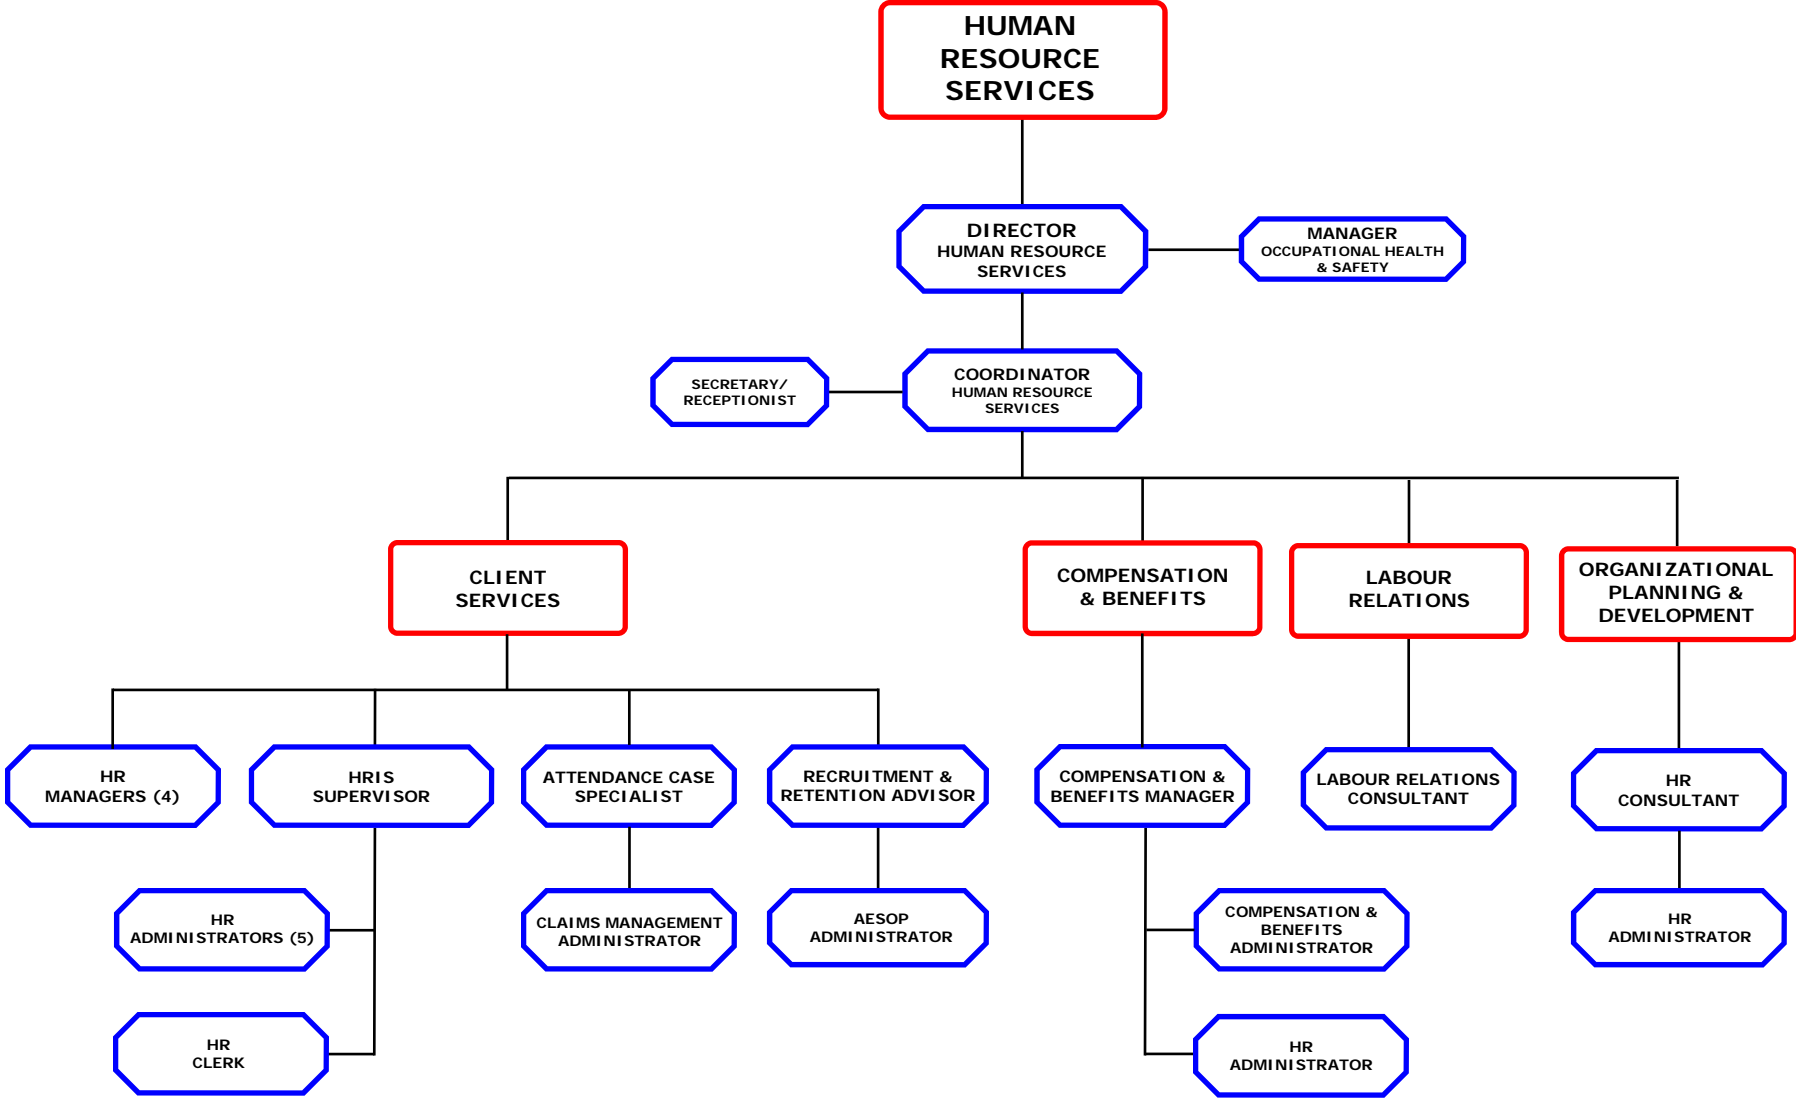 HUMAN
RESOURCE
SERVICES
DIRECTOR
HUMAN RESOURCE
SERVICES
MANAGER
OCCUPATIONAL HEALTH
& SAFETY
SECRETARY/
RECEPTIONIST
COORDINATOR
HUMAN RESOURCE
SERVICES
CLIENT
SERVICES
COMPENSATION
& BENEFITS
LABOUR
RELATIONS
ORGANIZATIONAL
PLANNING &
DEVELOPMENT
HR
MANAGERS (4)
HRIS
SUPERVISOR
ATTENDANCE CASE
SPECIALIST
RECRUITMENT &
RETENTION ADVISOR
COMPENSATION &
BENEFITS MANAGER
LABOUR RELATIONS
CONSULTANT
HR
CONSULTANT
HR
ADMINISTRATORS (5)
CLAIMS MANAGEMENT
ADMINISTRATOR
AESOP
ADMINISTRATOR
COMPENSATION &
BENEFITS
ADMINISTRATOR
HR
ADMINISTRATOR
HR
CLERK
HR
ADMINISTRATOR